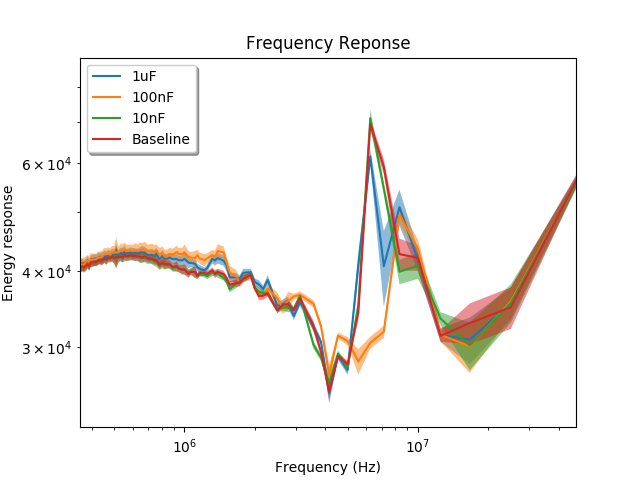 Frequency Reponse
1uF
100nF
10nF
Baseline
Energy response
6 × 10⁴
4 × 10⁴
3 × 10⁴
10⁶
10⁷
Frequency (Hz)